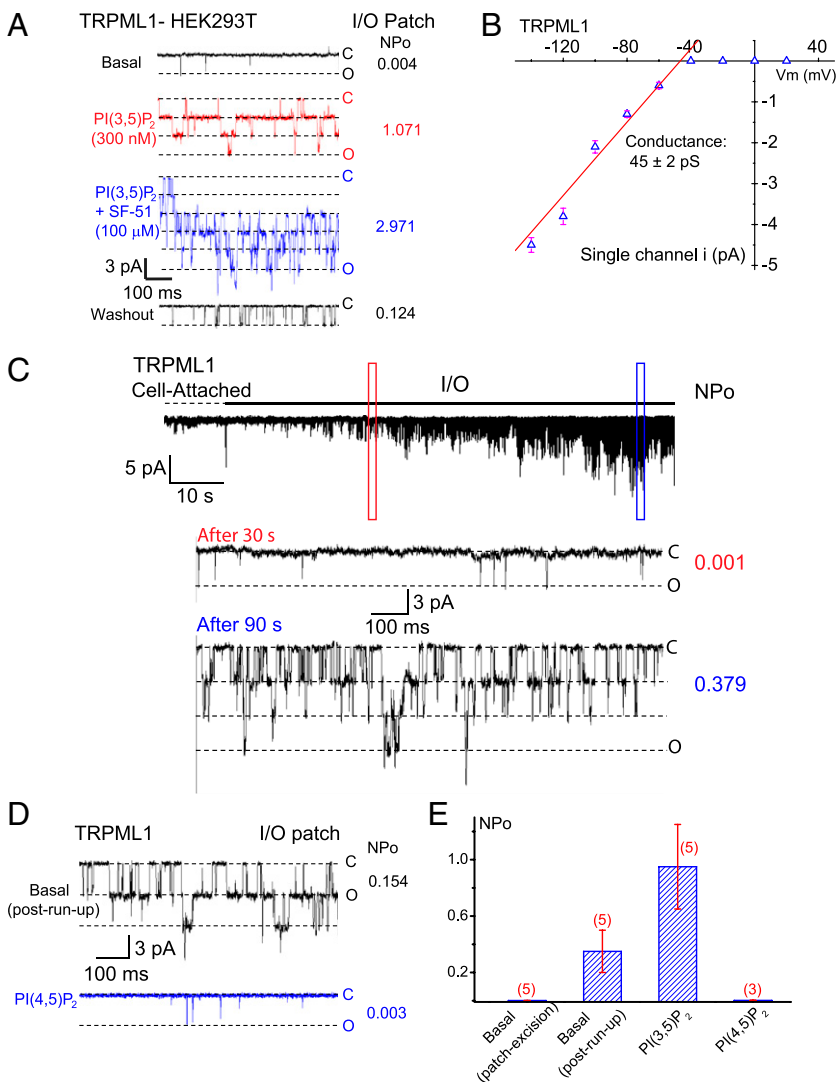 A
TRPML1- HEK293T
I/O Patch
NPo
Basal
C
O
0.004
PI(3,5)P2
(300 nM)
C
O
1.071
PI(3,5)P2
+ SF-51
(100 μM)
C
O
2.971
3 pA
100 ms
Washout
C
O
0.124
B
TRPML1
-120
-80
-40
0
40
Vm (mV)
-1
-2
-3
-4
-5
Conductance:
45 ± 2 pS
Single channel i (pA)
C
TRPML1
Cell-Attached
I/O
NPo
5 pA
10 s
After 30 s
C
O
0.001
3 pA
100 ms
After 90 s
C
O
0.379
D
TRPML1
I/O patch
NPo
Basal
(post-run-up)
C
O
0.154
3 pA
100 ms
PI(4,5)P2
C
O
0.003
E
NPo
1.0
0.6
0.2
(5)
(5)
(5)
(3)
Basal
(patch-excision)
Basal
(post-run-up)
PI(3,5)P2
PI(4,5)P2